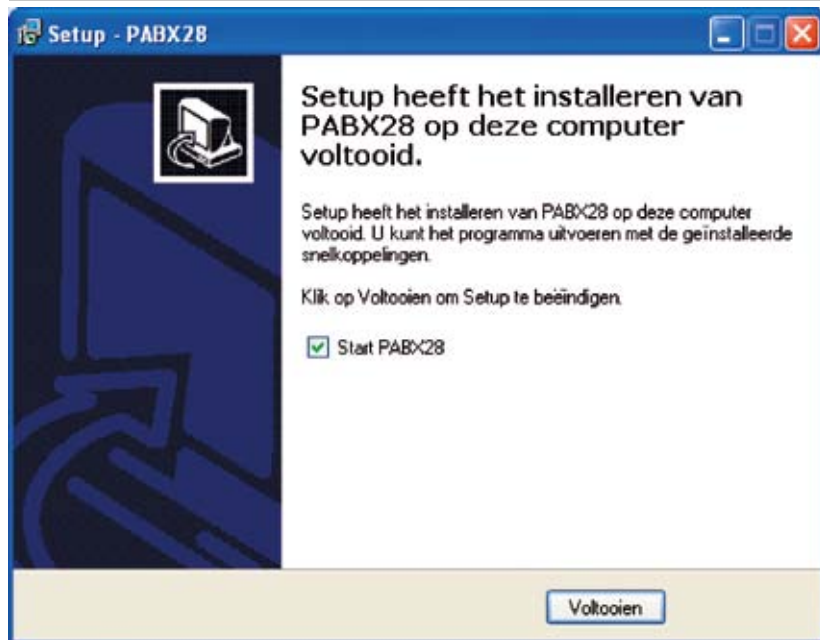 Setup - PABX28
Setup heeft het installeren van
PABX28 op deze computer
voltooid.
Setup heeft het installeren van PABX28 op deze computer
voltooid. U kunt het programma uitvoeren met de geïnstalleerde
snelkoppelingen.
Klik op Voltooien om Setup te beëindigen.
Start PABX28
Voltooien